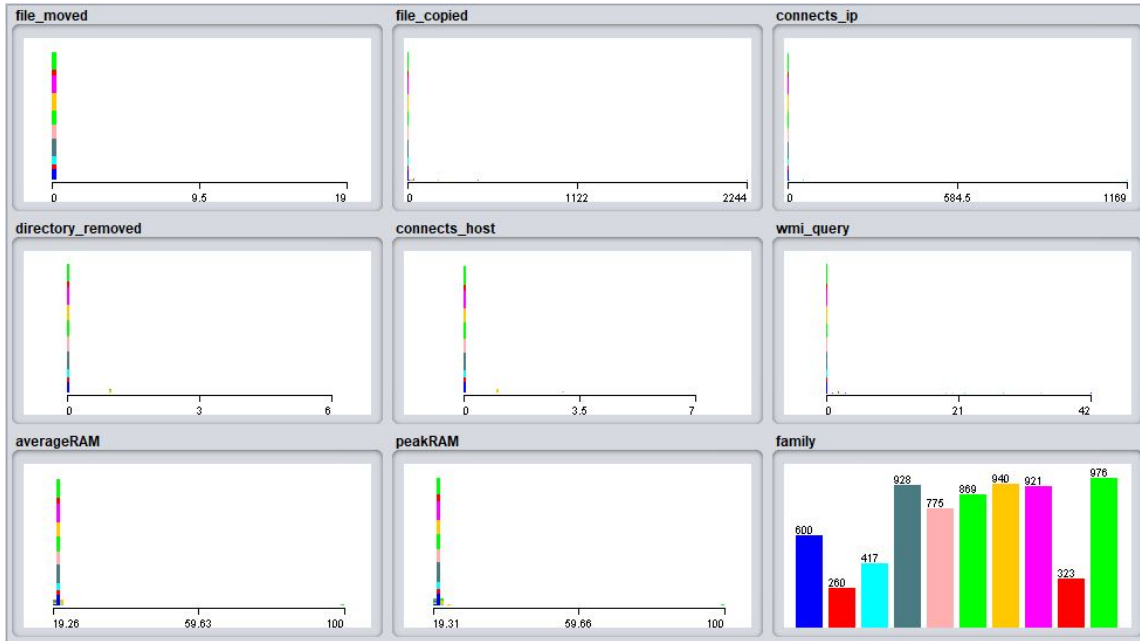 file_moved
0 9.5 19
file_copied
0 1122 2244
connects_ip
0 584.5 1169
directory_removed
0 3 6
connects_host
0 3.5 7
wmi_query
0 21 42
averageRAM
19.26 59.63 100
peakRAM
19.31 59.66 100
family
600 260 417 928 775 869 940 921 323 976